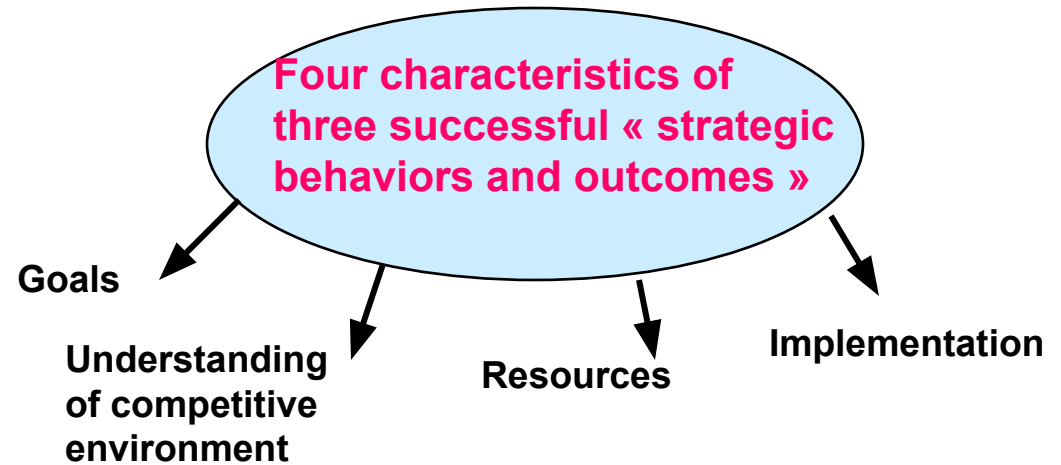 Four characteristics of
three successful « strategic
behaviors and outcomes »
Goals
Understanding
of competitive
environment
Resources
Implementation